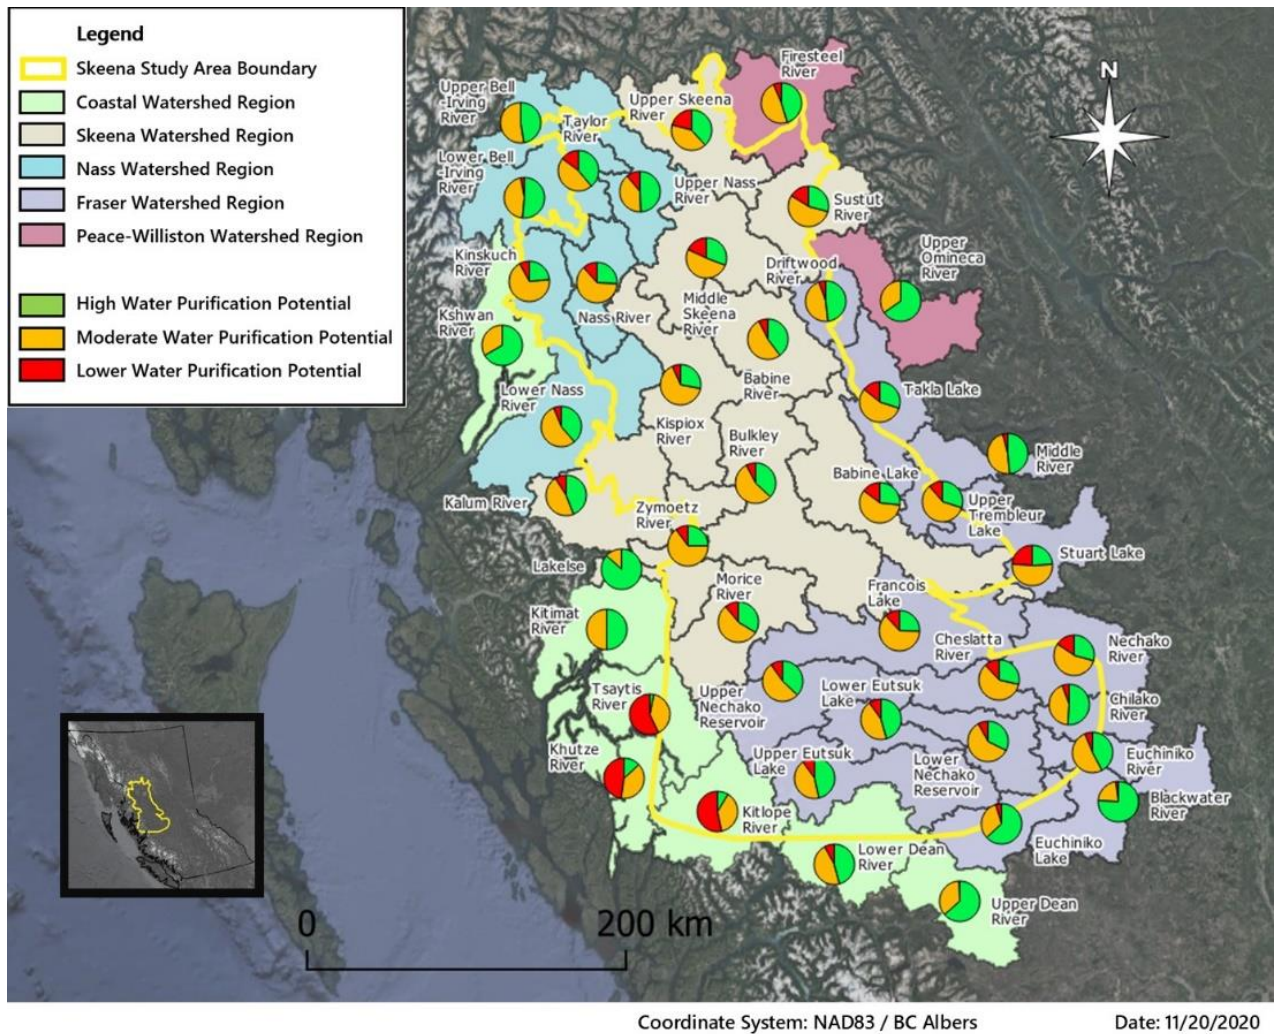 Legend
Skeena Study Area Boundary
Coastal Watershed Region
Skeena Watershed Region
Nass Watershed Region
Fraser Watershed Region
Peace-Williston Watershed Region
High Water Purification Potential
Moderate Water Purification Potential
Lower Water Purification Potential
Firesteel
River
N
Upper Bell
-Irving
River
Upper Skeena
River
Taylor
River
Lower Bell
-Irving
River
Upper Nass
River
Sustut
River
Upper
Omineca
River
Kinskuch
River
Driftwood
River
Nass River
Middle
Skeena
River
Kshwan
River
Babine
River
Takla Lake
Lower Nass
River
Kispiox
River
Bulkley
River
Middle
River
Babine Lake
Kalum River
Zymoetz
River
Upper
Trembleur
Lake
Stuart Lake
Lakelse
Morice
River
Francois
Lake
Kitimat
River
Cheslatta
River
Nechako
River
Tsaytis
River
Upper
Nechako
Reservoir
Lower Eutsuk
Lake
Chilako
River
Khutze
River
Upper Eutsuk
Lake
Lower
Nechako
Reservoir
Euchiniko
River
Blackwater
River
Kitlope
River
Euchiniko
Lake
Lower Dean
River
Upper Dean
River
0
200 km
Coordinate System: NAD83 / BC Albers
Date: 11/20/2020